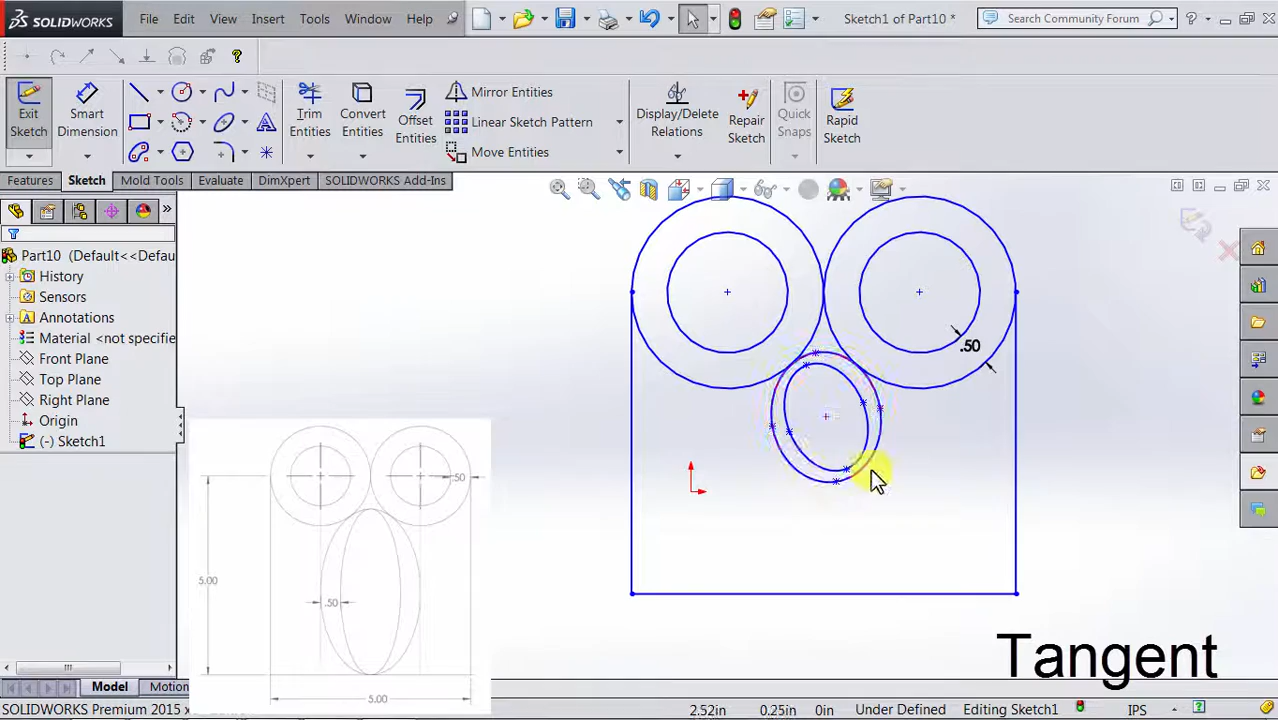 SOLIDWORKS File Edit View Insert Tools Window Help Sketch1 of Part10 * Search Community Forum ?
Exit Sketch
Smart Dimension
Trim Entities
Convert Entities
Offset Entities
Mirror Entities
Linear Sketch Pattern
Move Entities
Display/Delete Relations
Repair Sketch
Quick Snaps
Rapid Sketch
Features Sketch Mold Tools Evaluate DimXpert SOLIDWORKS Add-Ins
Part10 (Default<<Defau
History
Sensors
Annotations
Material <not specifie
Front Plane
Top Plane
Right Plane
Origin
(-) Sketch1
.50
.50
5.00
.50
5.00
Tangent
Model Motion
SOLIDWORKS Premium 2015 x 2.52in 0.25in 0in Under Defined Editing Sketch1 IPS